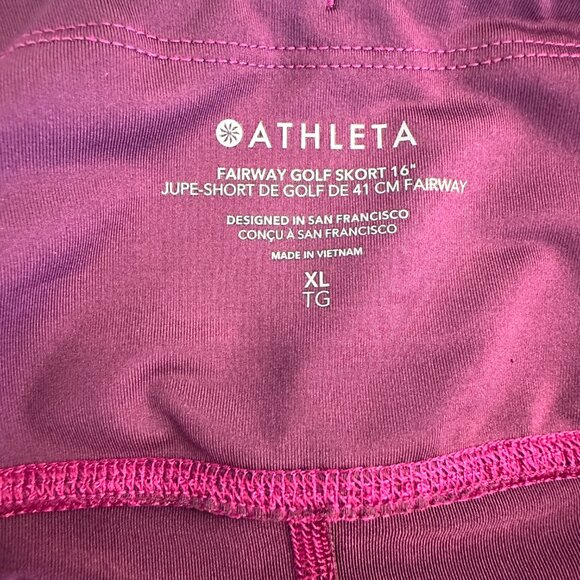 ATHLETA
FAIRWAY GOLF SKORT 16"
JUPE-SHORT DE GOLF DE 41 CM FAIRWAY
DESIGNED IN SAN FRANCISCO
CONÇU À SAN FRANCISCO
MADE IN VIETNAM
XL
TG